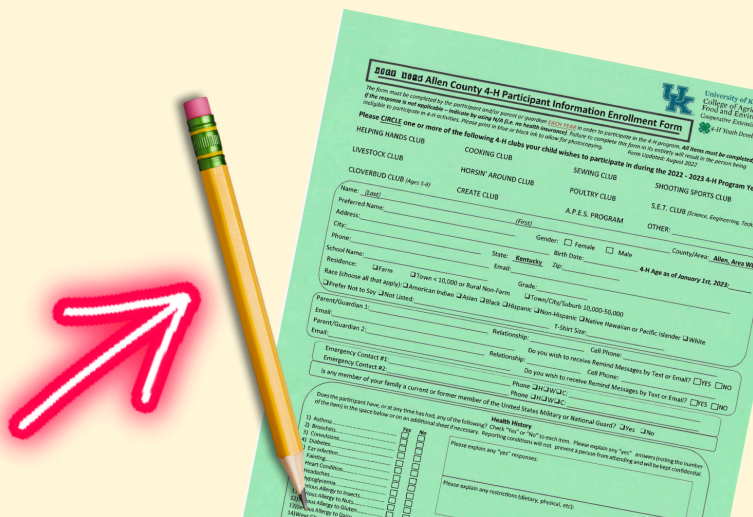 Allen County 4-H Participant Information Enrollment Form
University of
College of
Food and
Cooperative
4-H Youth
The form must be completed by the participant and/or parent or guardian EACH YEAR in order to participate in the 4-H program. All items must be
if the response is not applicable – indicate by using N/A (i.e. no health insurance). Failure to complete this form in its entirety will result in the person being
ineligible to participate in 4-H activities. Please print in blue or black ink to allow for photocopying. Form Updated: August 2022
Please CIRCLE one or more of the following 4-H clubs your child wishes to participate in during the 2022 - 2023 4-H Program
HELPING HANDS CLUB COOKING CLUB SEWING CLUB SHOOTING SPORTS CLUB
LIVESTOCK CLUB HORSIN' AROUND CLUB POULTRY CLUB S.E.T. CLUB (Science, Engineering,
CLOVERBUD CLUB (Ages 5-8) CREATE CLUB A.P.E.S. PROGRAM OTHER:
Name: (Last) (First)
Preferred Name: Gender: Female Male County/Area: Allen, Area
Address: Birth Date: 4-H Age as of January 1st, 2023:
City: State: Kentucky Zip:
Phone: Email:
School Name: Grade:
Residence: Farm Town < 10,000 or Rural Non-Farm Town/City/Suburb 10,000-50,000
Race (choose all that apply): American Indian Asian Black Hispanic Non-Hispanic Native Hawaiian or Pacific Islander White
Prefer Not to Say Not Listed: T-Shirt Size:
Parent/Guardian 1: Relationship: Cell Phone:
Email: Do you wish to receive Remind Messages by Text or Email? YES NO
Parent/Guardian 2: Relationship: Cell Phone:
Email: Do you wish to receive Remind Messages by Text or Email? YES NO
Emergency Contact #1: Phone H W C:
Emergency Contact #2: Phone H W C:
Is any member of your family a current or former member of the United States Military or National Guard? Yes No
Health History
Does the participant have, or at any time has had, any of the following? Check "Yes" or "No" to each item. Please explain any "yes" answers (noting the number
of the item) in the space below or on an additional sheet if necessary. Reporting conditions will not prevent a person from attending and will be kept confidential.
Yes No
1) Asthma
2) Bronchitis
3) Convulsions
4) Diabetes
Ear Infection
Fainting
Heart Condition
Headaches
Hypoglycemia
Allergy to Insects
Allergy to Nuts
Allergy to Gluten
Allergy to
Please explain any "yes" responses:
Please explain any restrictions (dietary, physical, etc):